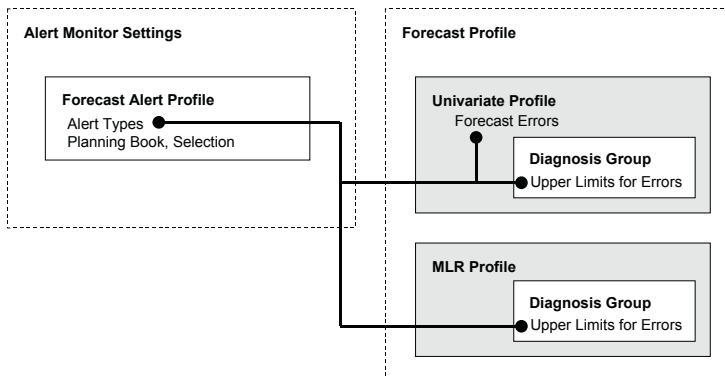 Alert Monitor Settings
Forecast Alert Profile
Alert Types
Planning Book, Selection
Forecast Profile
Univariate Profile
Forecast Errors
Diagnosis Group
Upper Limits for Errors
MLR Profile
Diagnosis Group
Upper Limits for Errors